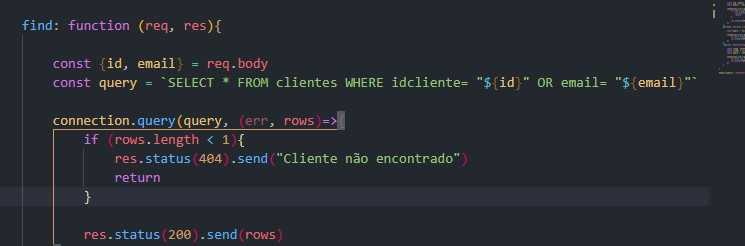 find: function (req, res){
const {id, email} = req.body
const query = `SELECT * FROM clientes WHERE idcliente= "${id}" OR email= "${email}"`
connection.query(query, (err, rows)=>{
if (rows.length < 1){
res.status(404).send("Cliente não encontrado")
return
}
res.status(200).send(rows)